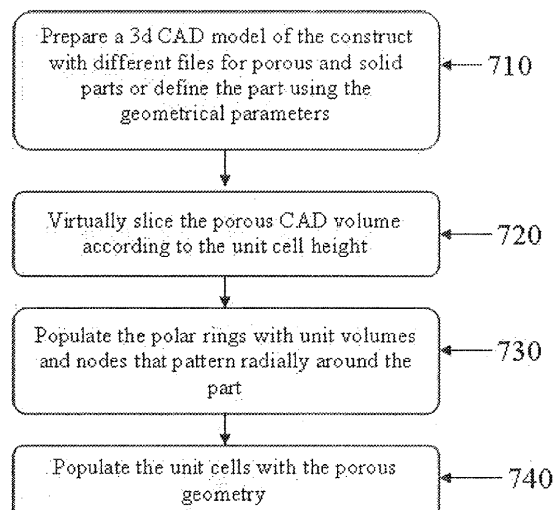 Prepare a 3d CAD model of the construct
with different files for porous and solid
parts or define the part using the
geometrical parameters
710
Virtually slice the porous CAD volume
according to the unit cell height
720
Populate the polar rings with unit volumes
and nodes that pattern radially around the
part
730
Populate the unit cells with the porous
geometry
740